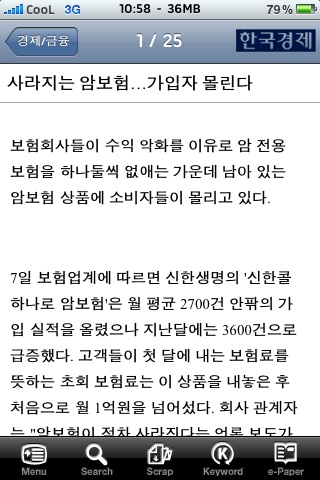 CooL 3G 10:58 - 36MB 79%
경제/금융 1 / 25 한국경제
사라지는 암보험…가입자 몰린다
보험회사들이 수익 악화를 이유로 암 전용
보험을 하나둘씩 없애는 가운데 남아 있는
암보험 상품에 소비자들이 몰리고 있다.
7일 보험업계에 따르면 신한생명의 '신한콜
하나로 암보험'은 월 평균 2700건 안팎의 가
입 실적을 올렸으나 지난달에는 3600건으로
급증했다. 고객들이 첫 달에 내는 보험료를
뜻하는 초회 보험료는 이 상품을 내놓은 후
처음으로 월 1억원을 넘어섰다. 회사 관계자
는 "암보험이 점차 사라진다는 언론 보도가
Menu Search Scrap Keyword e-Paper